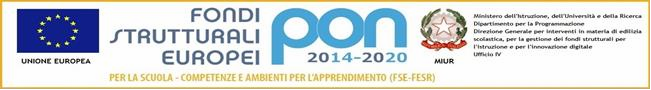 UNIONE EUROPEA
FONDI
STRUTTURALI
EUROPEI
pon
2014-2020
MIUR
Ministero dell'Istruzione, dell'Università e della Ricerca
Dipartimento per la Programmazione
Direzione Generale per interventi in materia di edilizia
scolastica, per la gestione dei fondi strutturali per
l'istruzione e per l'innovazione digitale
Ufficio IV
PER LA SCUOLA - COMPETENZE E AMBIENTI PER L'APPRENDIMENTO (FSE-FESR)